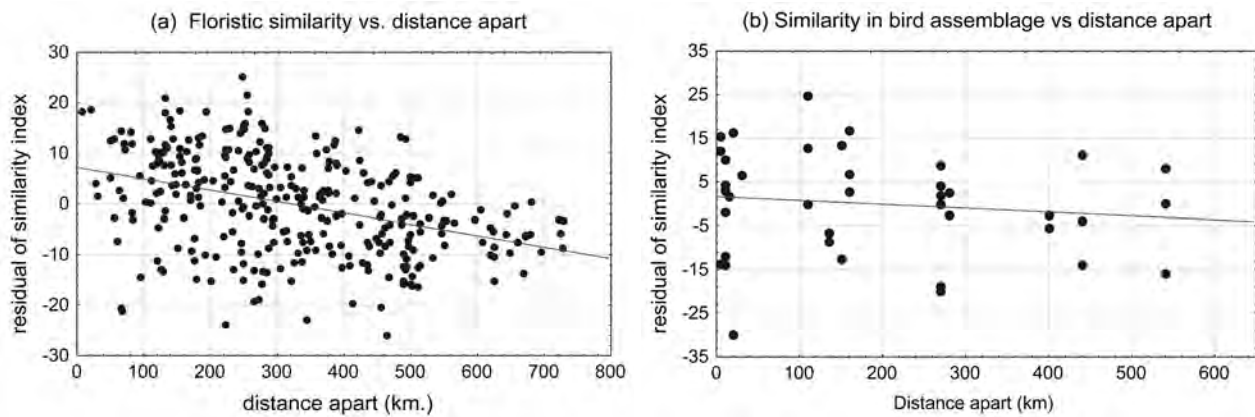 (a) Floristic similarity vs. distance apart
30
20
10
0
-10
-20
-30
residual of similarity index
0 100 200 300 400 500 600 700 800
distance apart (km.)
(b) Similarity in bird assemblage vs distance apart
35
25
15
5
-5
-15
-25
-35
residual of similarity index
0 100 200 300 400 500 600
Distance apart (km)